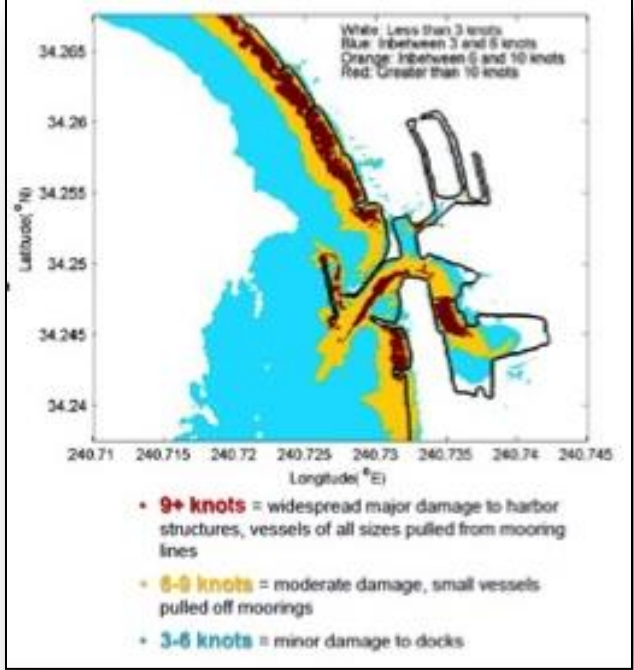 White: Less than 3 knots
Blue: Inbetween 3 and 6 knots
Orange: Inbetween 6 and 10 knots
Red: Greater than 10 knots
34.265
34.26
34.255
34.25
34.245
34.24
Latitude(°N)
240.71 240.715 240.72 240.725 240.73 240.735 240.74 240.745
Longitude(°E)
• 9+ knots = widespread major damage to harbor
structures, vessels of all sizes pulled from mooring
lines
• 6-9 knots = moderate damage, small vessels
pulled off moorings
• 3-6 knots = minor damage to docks